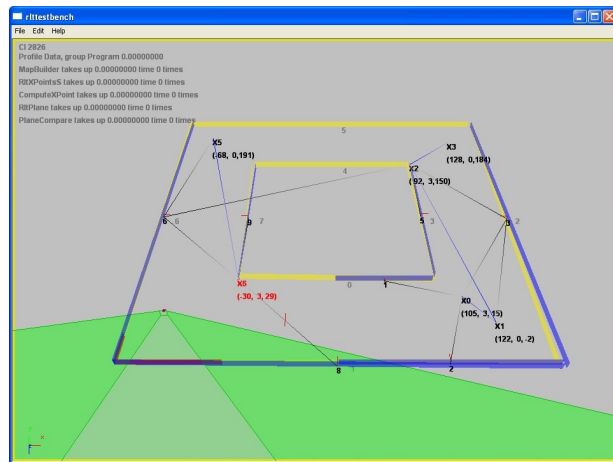 rlttestbench
File Edit Help
CI 2826
Profile Data, group Program 0.00000000
MapBuilder takes up 0.00000000 time 0 times
RltXPointsS takes up 0.00000000 time 0 times
ComputeXPoint takes up 0.00000000 time 0 times
RltPlane takes up 0.00000000 time 0 times
PlaneCompare takes up 0.00000000 time 0 times
5
X5
(-68, 0,191)
X3
(128, 0,184)
4
X2
(92, 3,150)
6 6
9 7
5 3
3 2
X6
(-30, 3, 29)
0
1
X0
(105, 3, 15)
X1
(122, 0, -2)
8 1
2
x